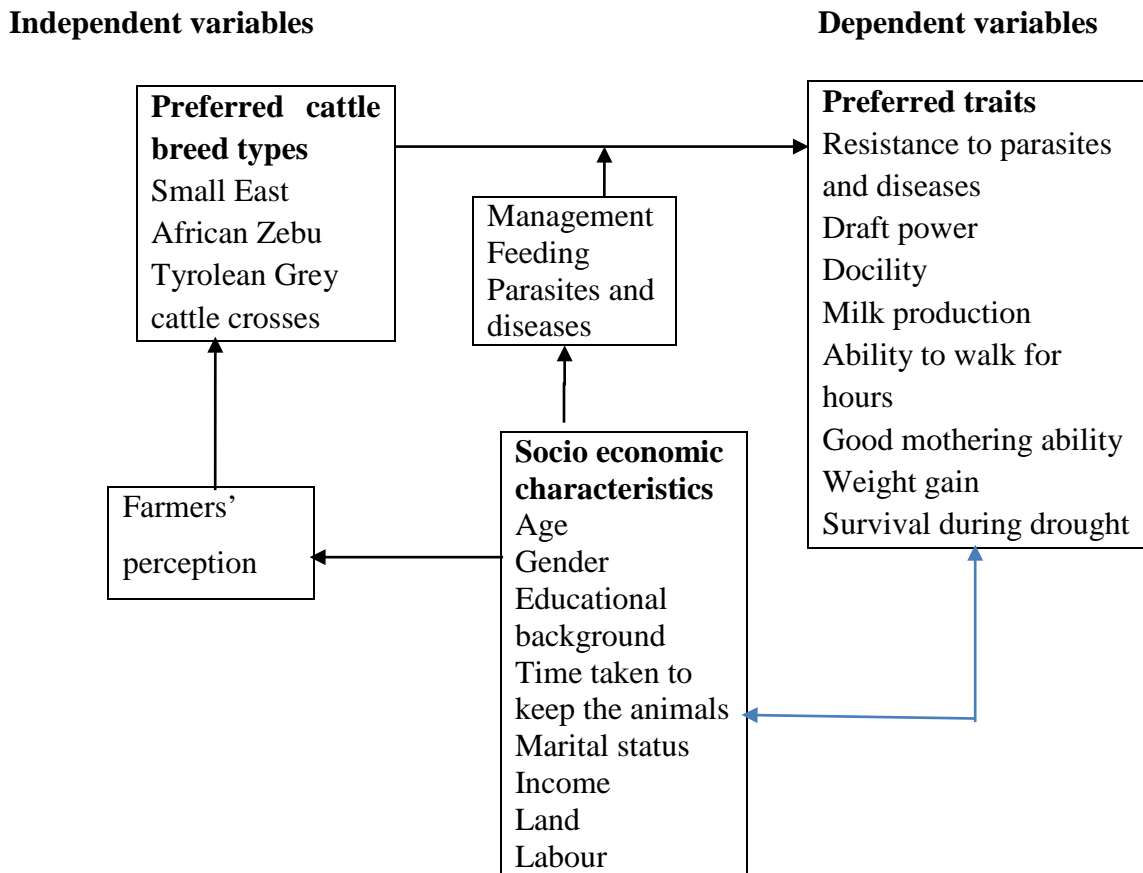 Independent variables
Dependent variables
Preferred cattle
breed types
Small East
African Zebu
Tyrolean Grey
cattle crosses
Management
Feeding
Parasites and
diseases
Preferred traits
Resistance to parasites
and diseases
Draft power
Docility
Milk production
Ability to walk for
hours
Good mothering ability
Weight gain
Survival during drought
Farmers’
perception
Socio economic
characteristics
Age
Gender
Educational
background
Time taken to
keep the animals
Marital status
Income
Land
Labour